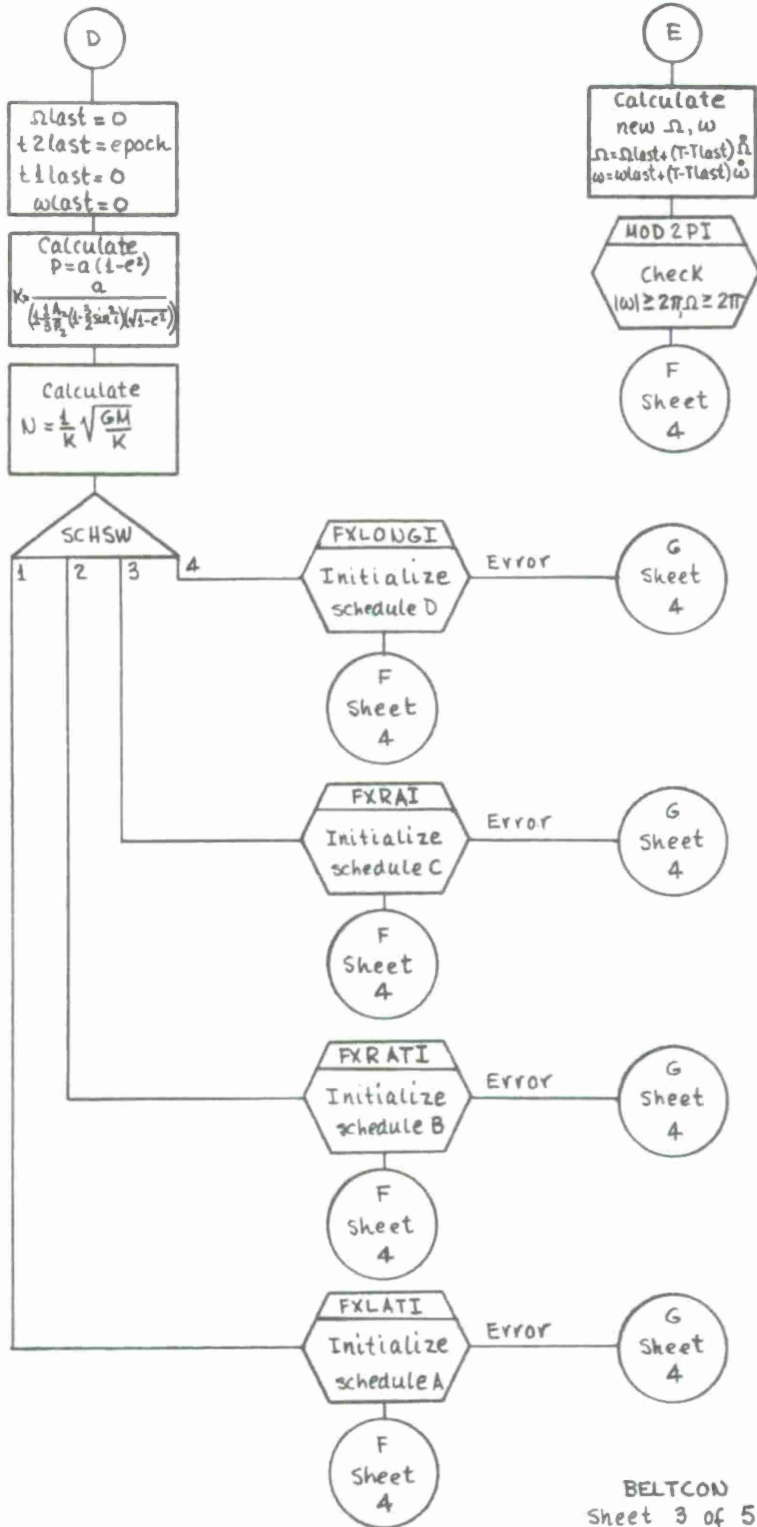 D
Ωlast = 0
t2last = epoch
t1last = 0
ωlast = 0
Calculate
P = a(1-e²)
a
K=
Calculate
N = 1/K √GM/K
SCHSW
1
2
3
4
FXLONGI
Initialize
schedule D
Error
G
Sheet
4
F
Sheet
4
FXRAI
Initialize
schedule C
Error
G
Sheet
4
F
Sheet
4
FXRATI
Initialize
schedule B
Error
G
Sheet
4
F
Sheet
4
FXLATI
Initialize
schedule A
Error
G
Sheet
4
F
Sheet
4
E
Calculate
new Ω, ω
Ω=Ωlast+(T-Tlast)Ω̊
ω=ωlast+(T-Tlast)ω̊
MOD2PI
Check
|ω|≥2π,Ω≥2π
F
Sheet
4
BELTCON
Sheet 3 of 5